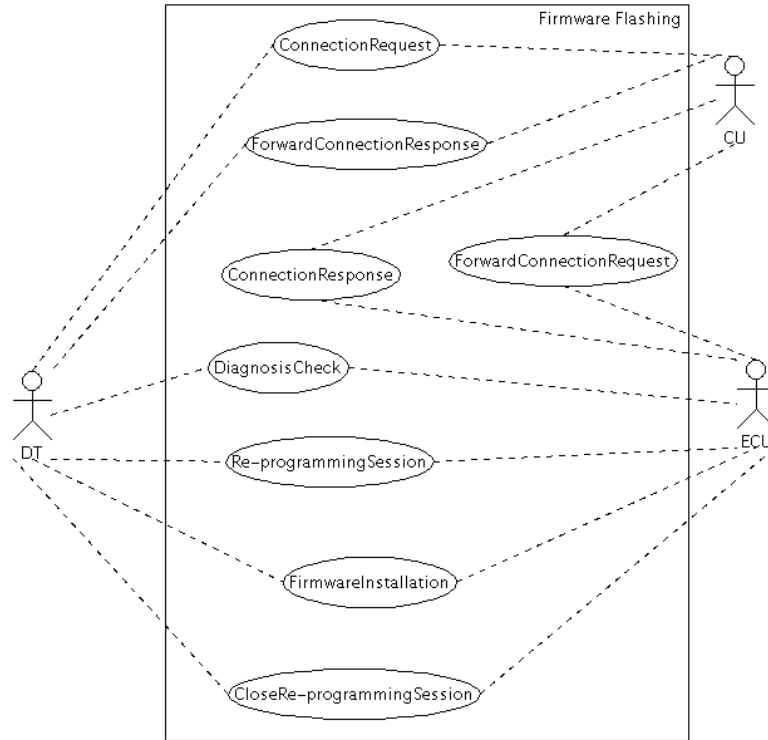 Firmware Flashing
ConnectionRequest
CU
ForwardConnectionResponse
ForwardConnectionRequest
ConnectionResponse
DiagnosisCheck
DT
ECU
Re-programmingSession
FirmwareInstallation
CloseRe-programmingSession